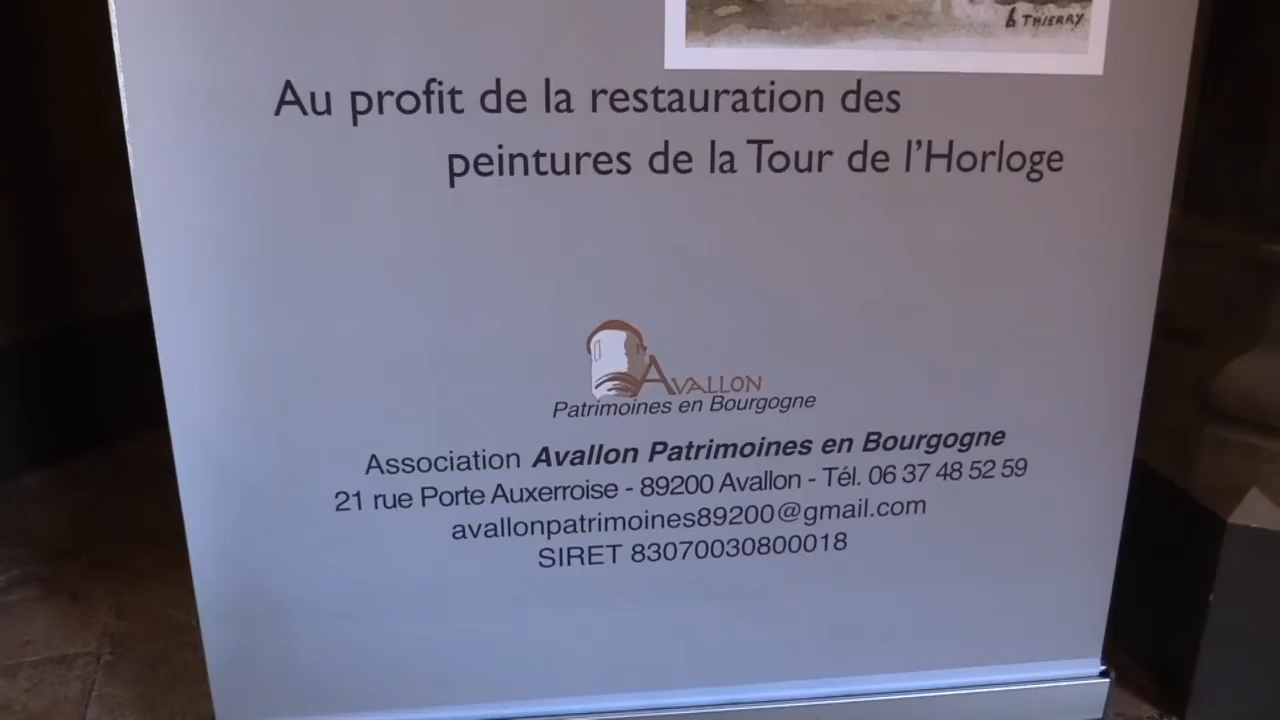 THIERRY
Au profit de la restauration des
peintures de la Tour de l'Horloge
AVALLON
Patrimoines en Bourgogne
Association Avallon Patrimoines en Bourgogne
21 rue Porte Auxerroise - 89200 Avallon - Tél. 06 37 48 52 59
avallonpatrimoines89200@gmail.com
SIRET 83070030800018